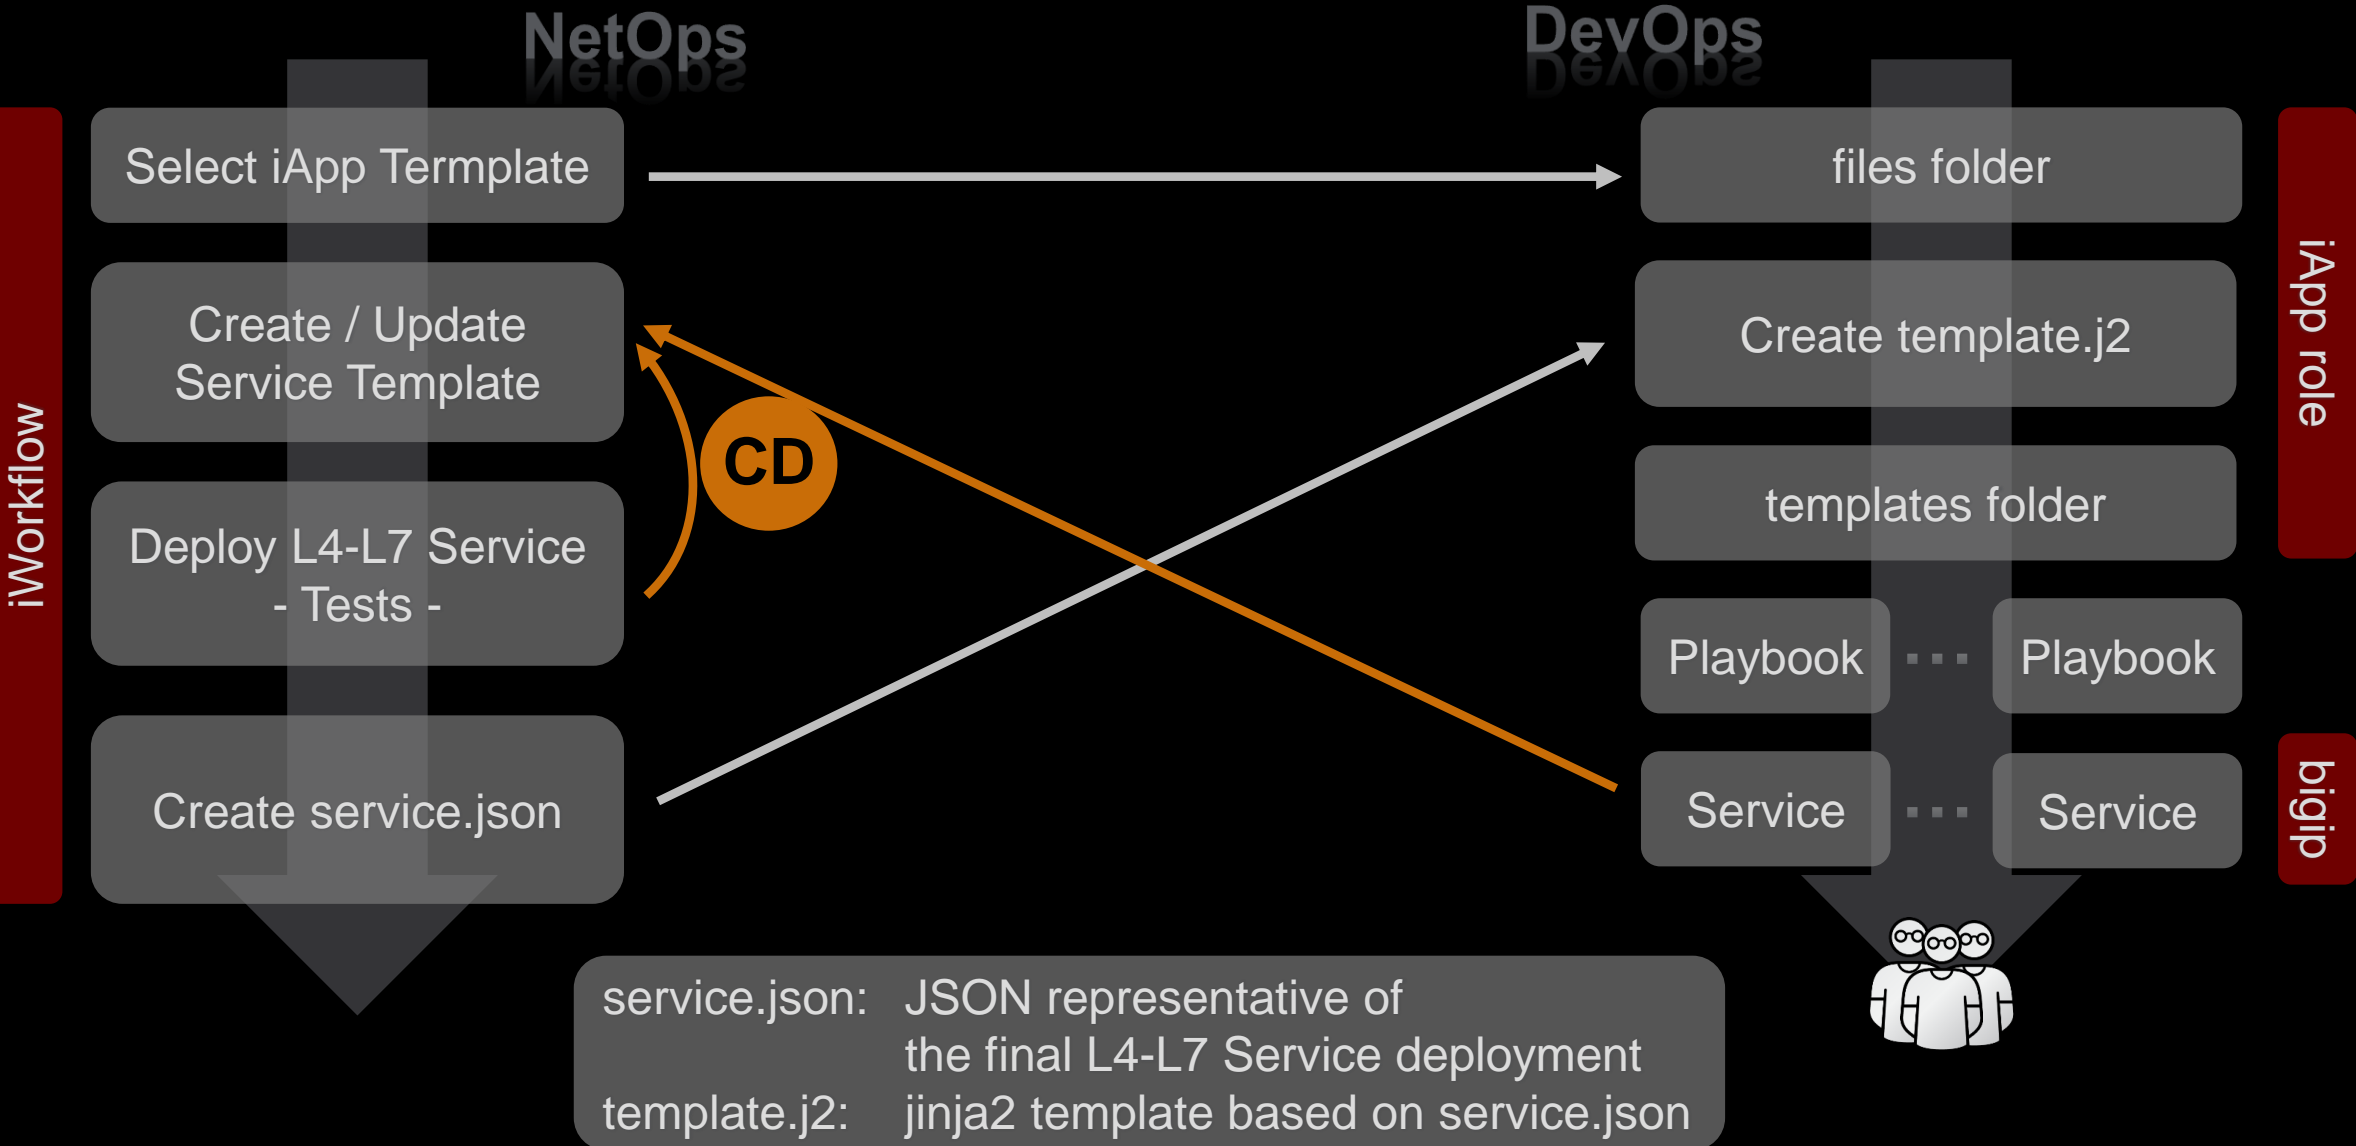 NetOps
DevOps
iWorkflow
Select iApp Termplate
Create / Update
Service Template
Deploy L4-L7 Service
- Tests -
Create service.json
CD
files folder
Create template.j2
templates folder
Playbook ... Playbook
Service ... Service
iApp role
bigip
service.json: JSON representative of
the final L4-L7 Service deployment
template.j2: jinja2 template based on service.json